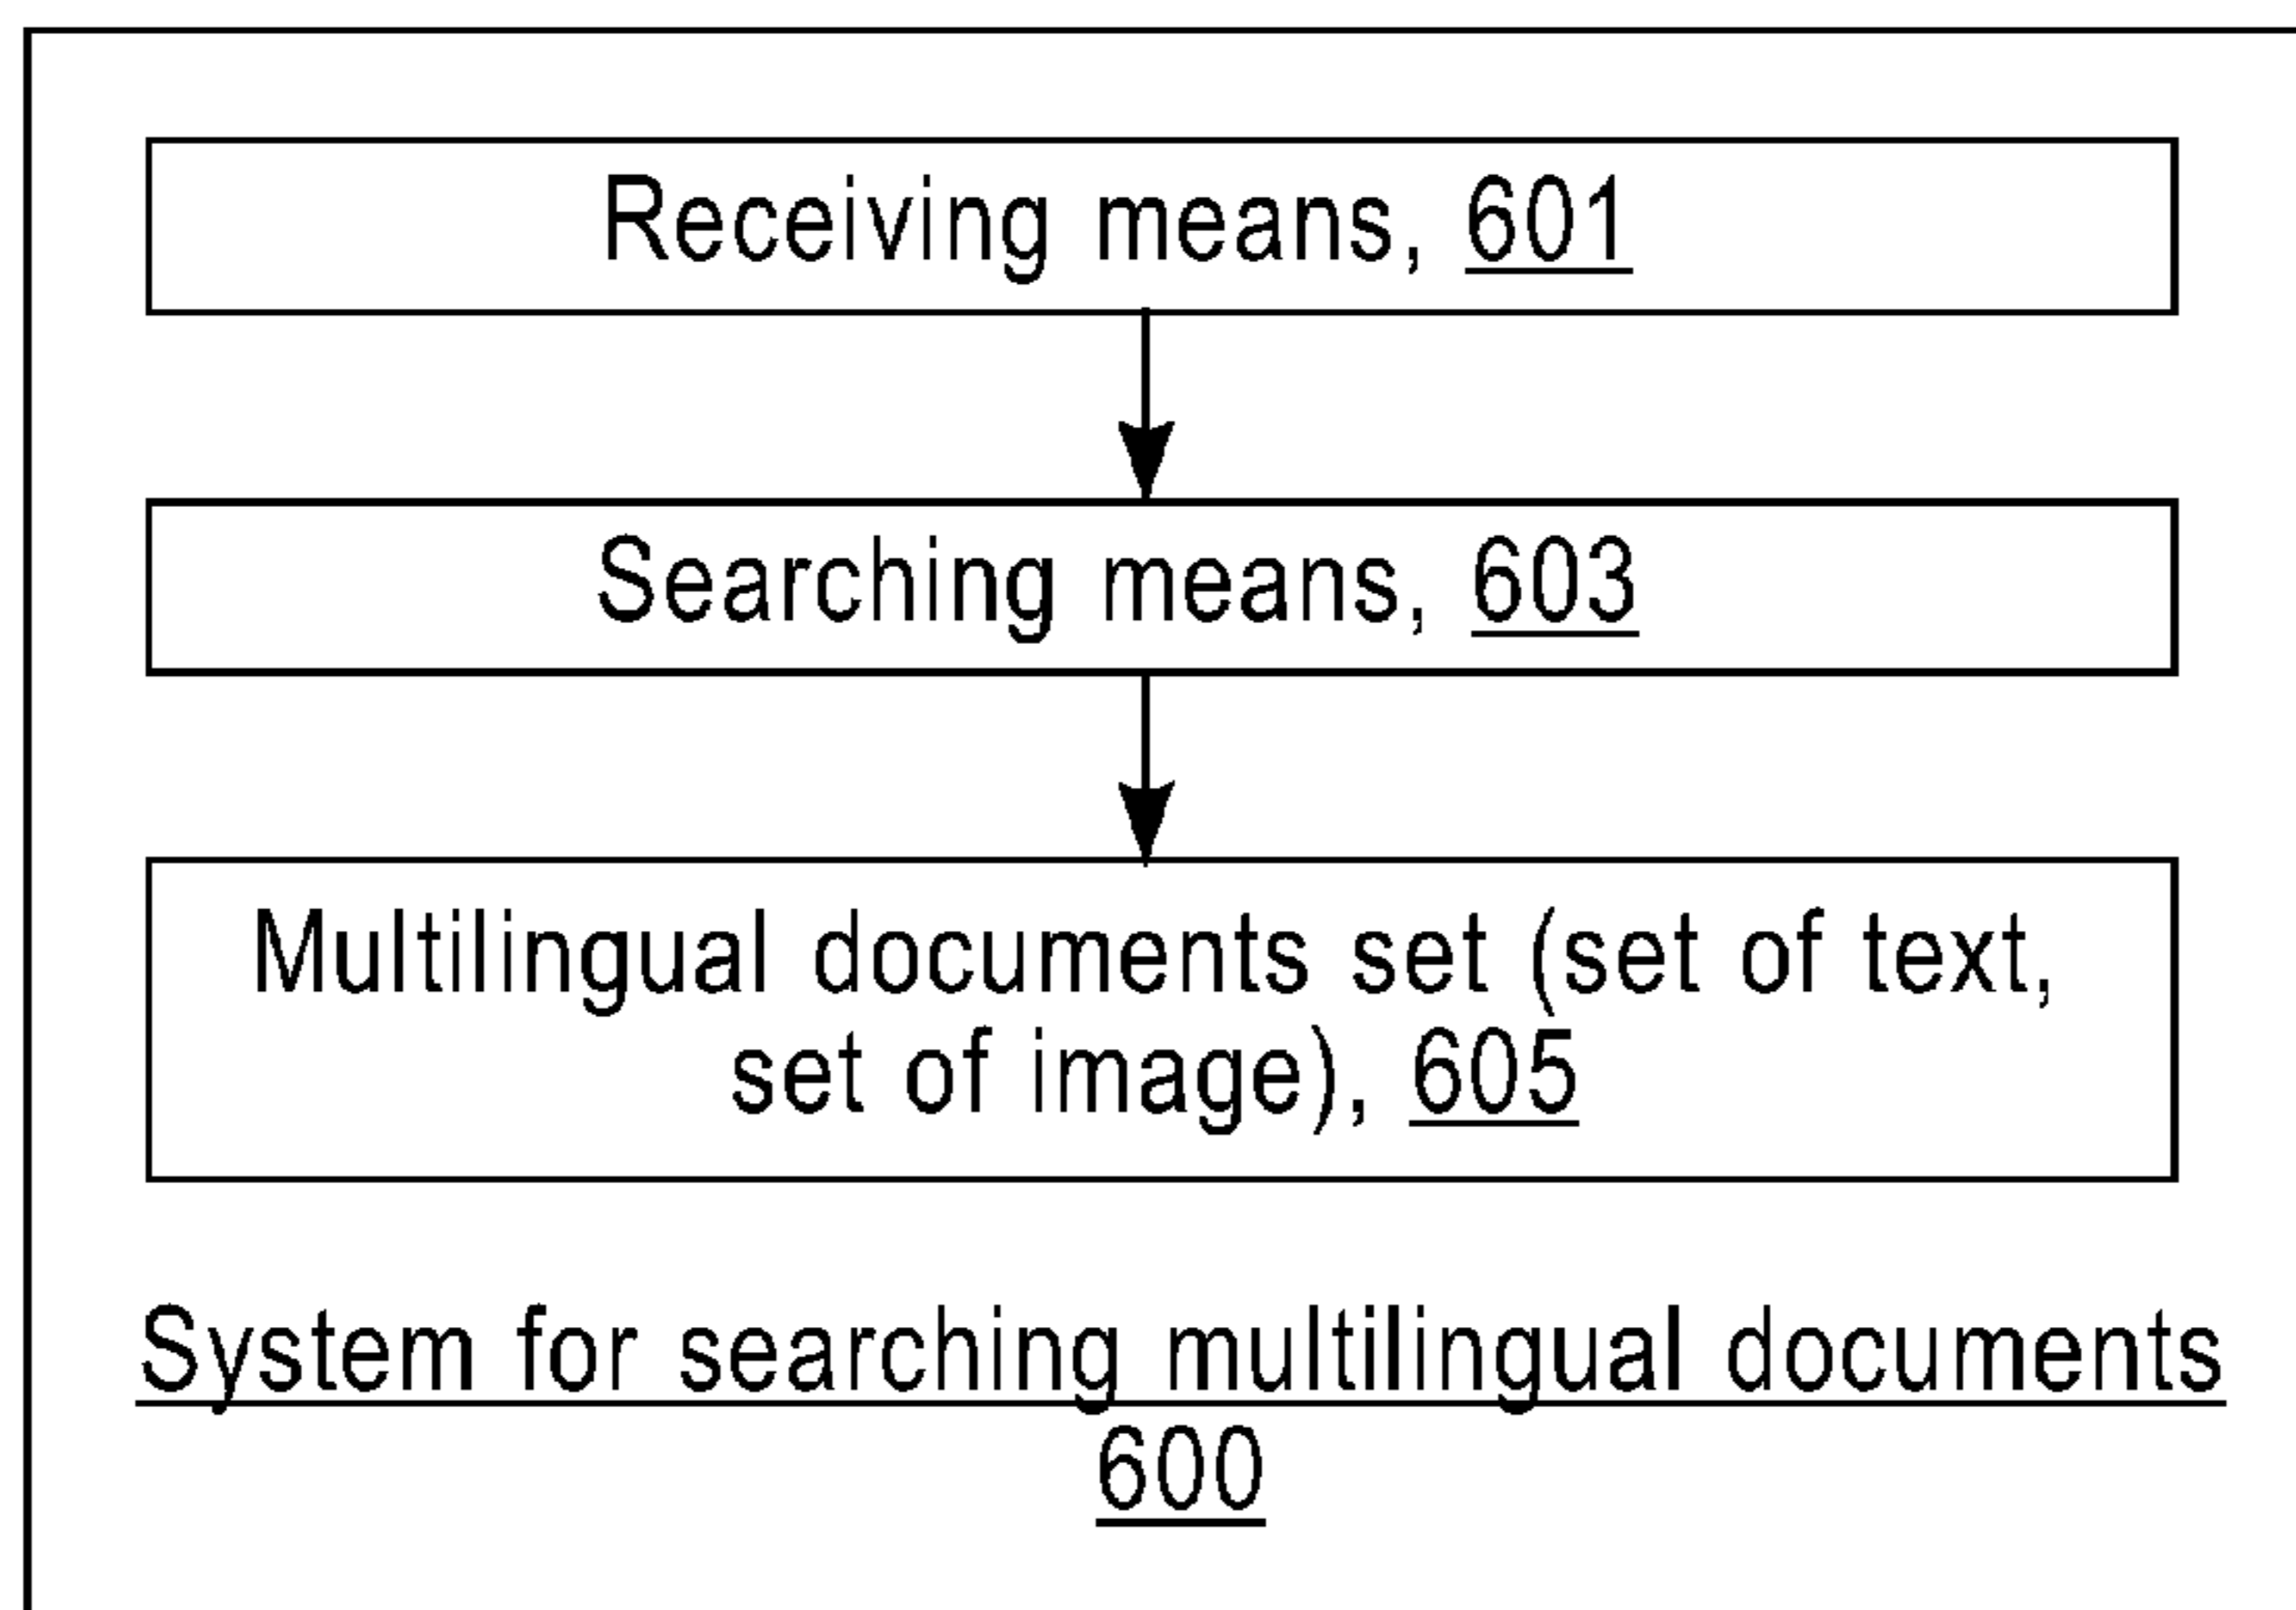 Receiving means, 601
Searching means, 603
Multilingual documents set (set of text,
set of image), 605
System for searching multilingual documents
600